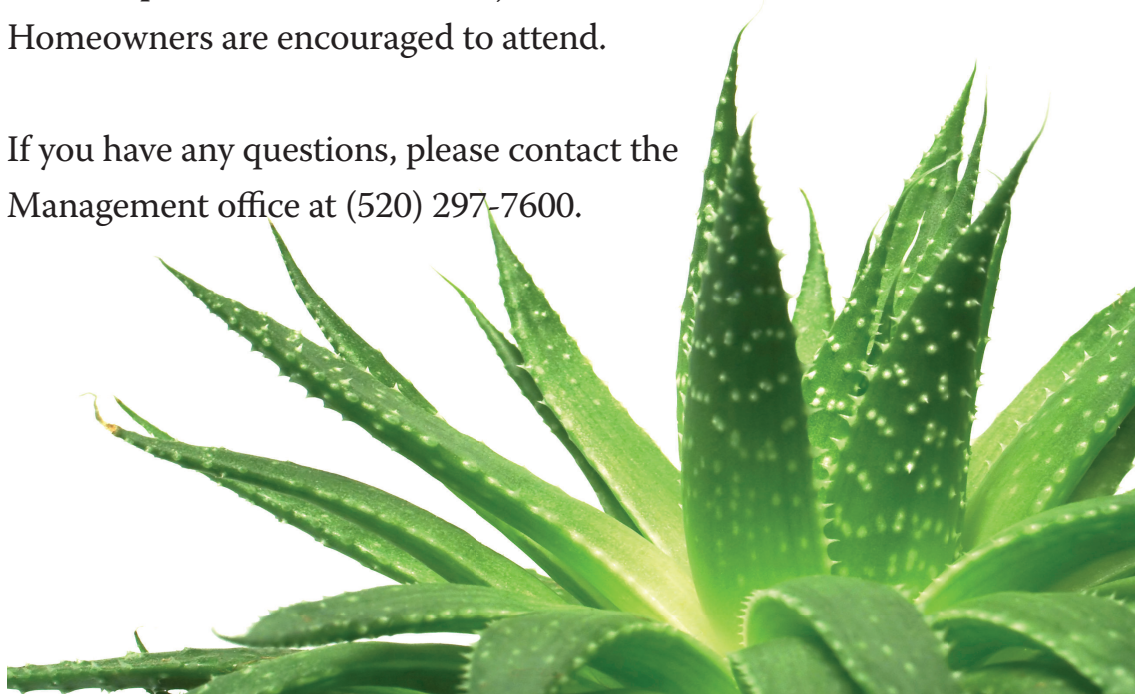 Homeowners are encouraged to attend.
If you have any questions, please contact the
Management office at (520) 297-7600.